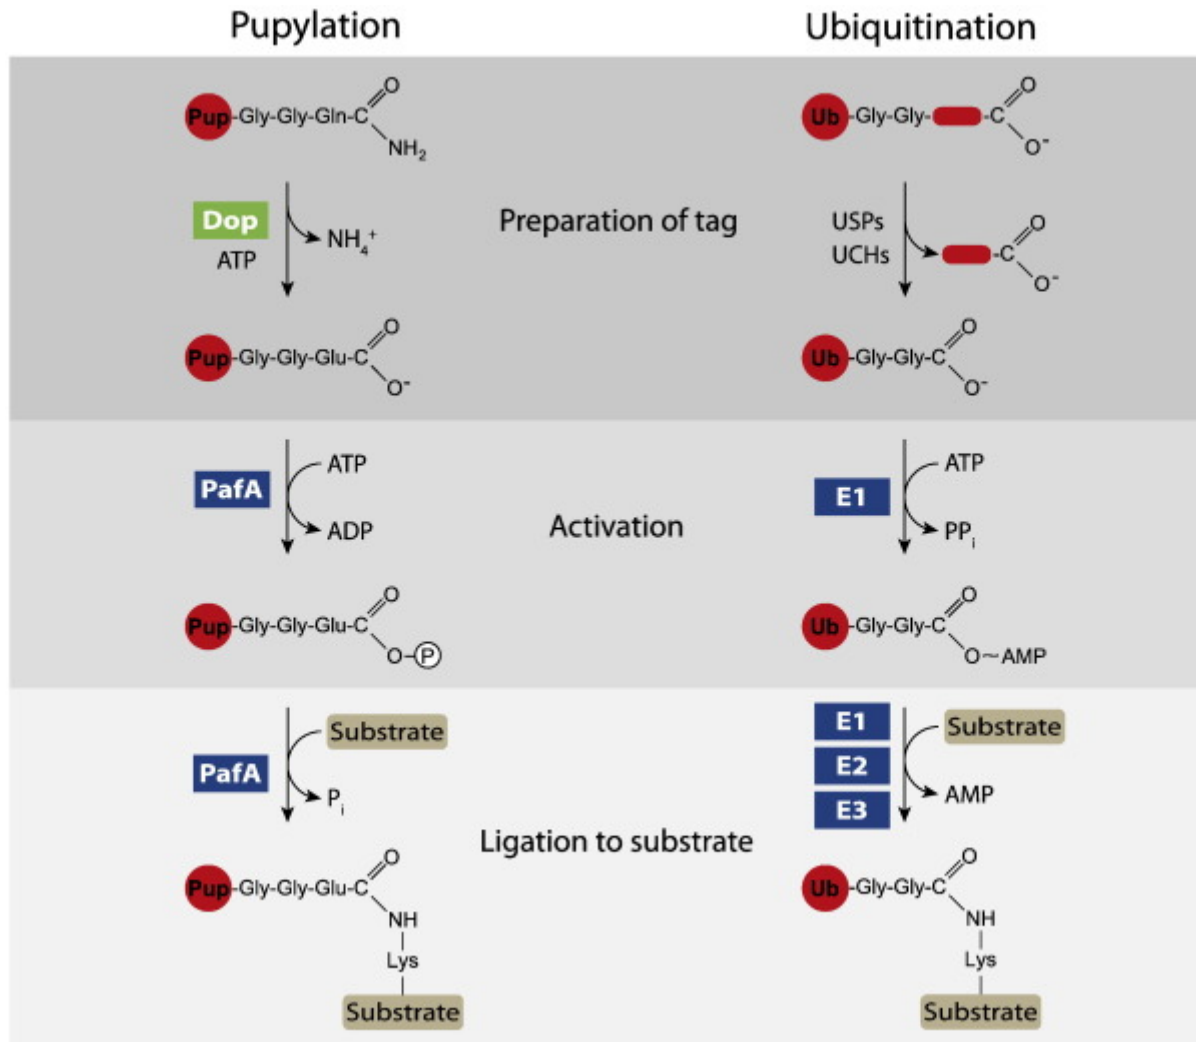 Pupylation
Ubiquitination
Pup-Gly-Gly-Gln-C
O
NH2
Ub-Gly-Gly- -C
O
O-
Dop
ATP
NH4+
Preparation of tag
USPs
UCHs
-C
O
O-
Pup-Gly-Gly-Glu-C
O
O-
Ub-Gly-Gly-C
O
O-
PafA
ATP
ADP
Activation
E1
ATP
PPi
Pup-Gly-Gly-Glu-C
O
O-P
Ub-Gly-Gly-C
O
O~AMP
PafA
Substrate
Pi
Ligation to substrate
E1
E2
E3
Substrate
AMP
Pup-Gly-Gly-Glu-C
O
NH
Lys
Substrate
Ub-Gly-Gly-C
O
NH
Lys
Substrate